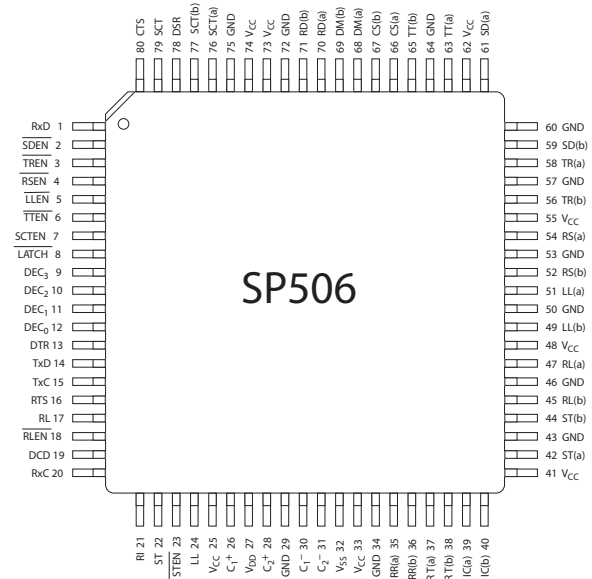 80 CTS
79 SCT
78 DSR
77 SCT(b)
76 SCT(a)
75 GND
74 VCC
73 VCC
72 GND
71 RD(b)
70 RD(a)
69 DM(b)
68 DM(a)
67 CS(b)
66 CS(a)
65 TT(b)
64 GND
63 TT(a)
62 VCC
61 SD(a)
RxD 1
SDEN 2
TREN 3
RSEN 4
LLEN 5
TTEN 6
SCTEN 7
LATCH 8
DEC3 9
DEC2 10
DEC1 11
DEC0 12
DTR 13
TxD 14
TxC 15
RTS 16
RL 17
RLEN 18
DCD 19
RxC 20
SP506
60 GND
59 SD(b)
58 TR(a)
57 GND
56 TR(b)
55 VCC
54 RS(a)
53 GND
52 RS(b)
51 LL(a)
50 GND
49 LL(b)
48 VCC
47 RL(a)
46 GND
45 RL(b)
44 ST(b)
43 GND
42 ST(a)
41 VCC
RI 21
ST 22
STEN 23
LL 24
VCC 25
C1+ 26
VDD 27
C2+ 28
GND 29
C1− 30
C2− 31
VSS 32
VCC 33
GND 34
RR(a) 35
RR(b) 36
RT(a) 37
RT(b) 38
IC(a) 39
IC(b) 40